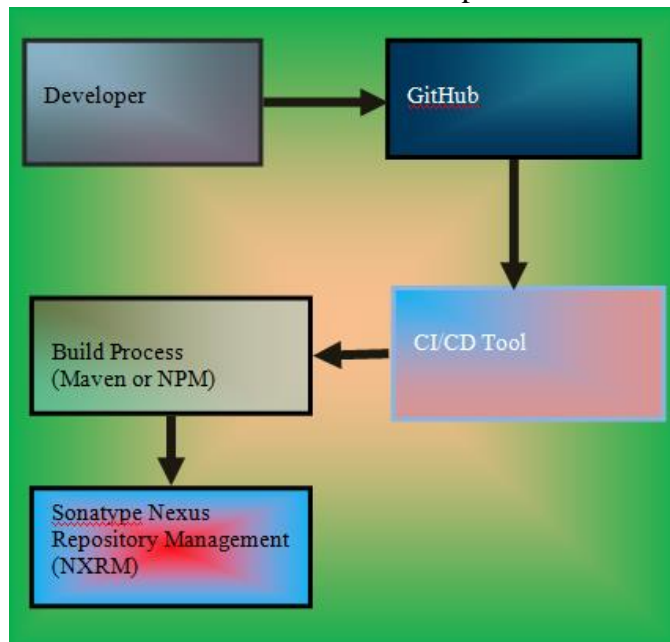 Developer
GitHub
CI/CD Tool
Build Process
(Maven or NPM)
Sonatype Nexus
Repository Management
(NXRM)